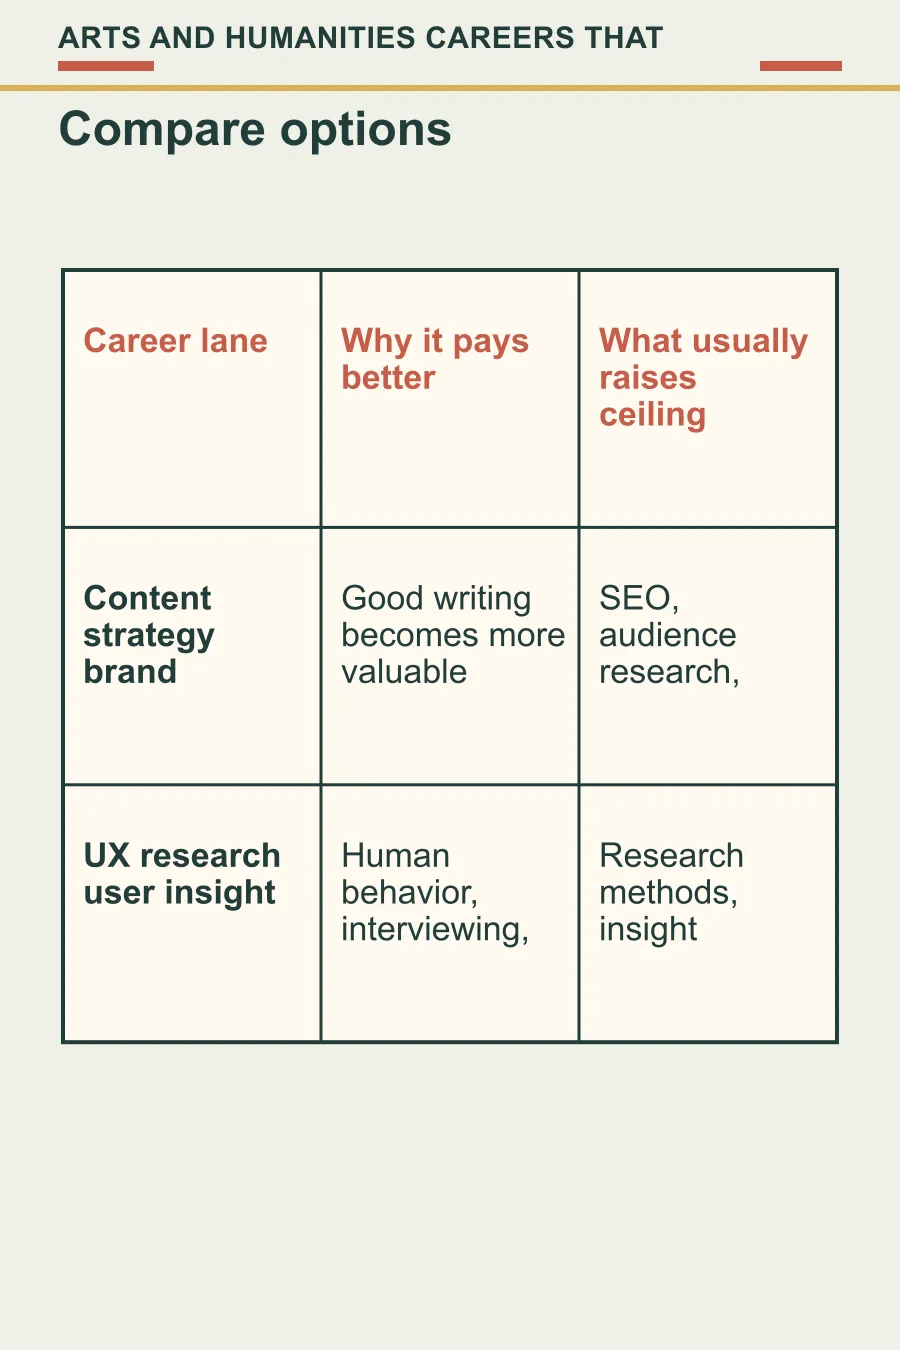 ARTS AND HUMANITIES CAREERS THAT
Compare options
Career lane
Why it pays
better
What usually
raises
ceiling
Content
strategy
brand
Good writing
becomes more
valuable
SEO,
audience
research,
UX research
user insight
Human
behavior,
interviewing,
Research
methods,
insight